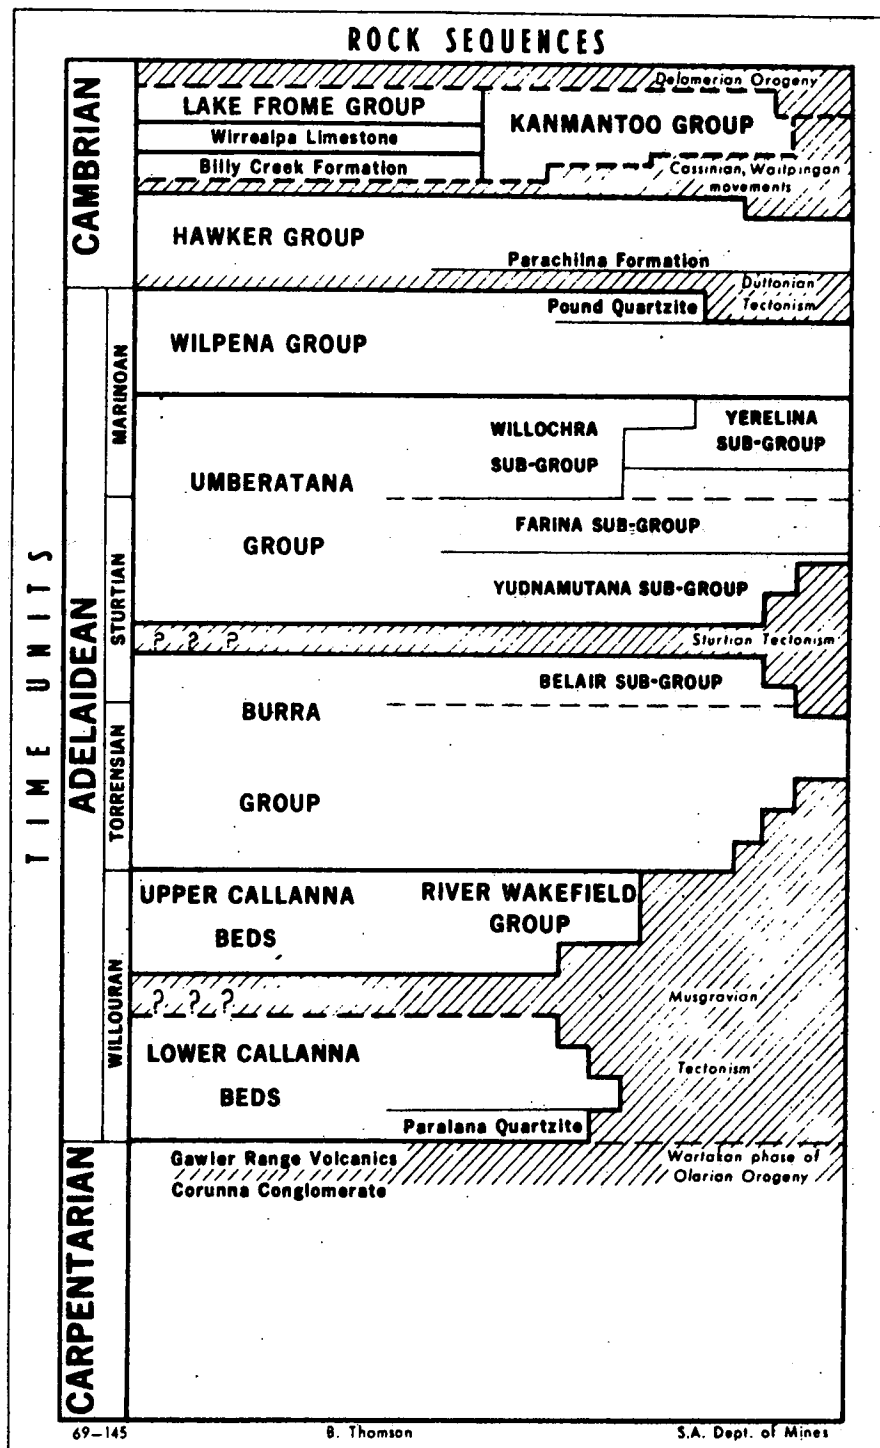 ROCK SEQUENCES
TIME UNITS
CAMBRIAN
Delamerian Orogeny
LAKE FROME GROUP
Wirrealpa Limestone
Billy Creek Formation
KANMANTOO GROUP
Cassinian, Wailpingan
movements
HAWKER GROUP
Parachilna Formation
Duttonian
Tectonism
ADELAIDEAN
MARINOAN
Pound Quartzite
WILPENA GROUP
WILLOCHRA
SUB-GROUP
YERELINA
SUB-GROUP
UMBERATANA
GROUP
STURTIAN
FARINA SUB-GROUP
YUDNAMUTANA SUB-GROUP
? ? ?
Sturtian Tectonism
BELAIR SUB-GROUP
TORRENSIAN
BURRA
GROUP
WILLOURAN
UPPER CALLANNA
BEDS
RIVER WAKEFIELD
GROUP
? ? ?
Musgravian
Tectonism
LOWER CALLANNA
BEDS
Paralana Quartzite
CARPENTARIAN
Gawler Range Volcanics
Corunna Conglomerate
Wartakan phase of
Olarian Orogeny
69-145
B. Thomson
S.A. Dept. of Mines